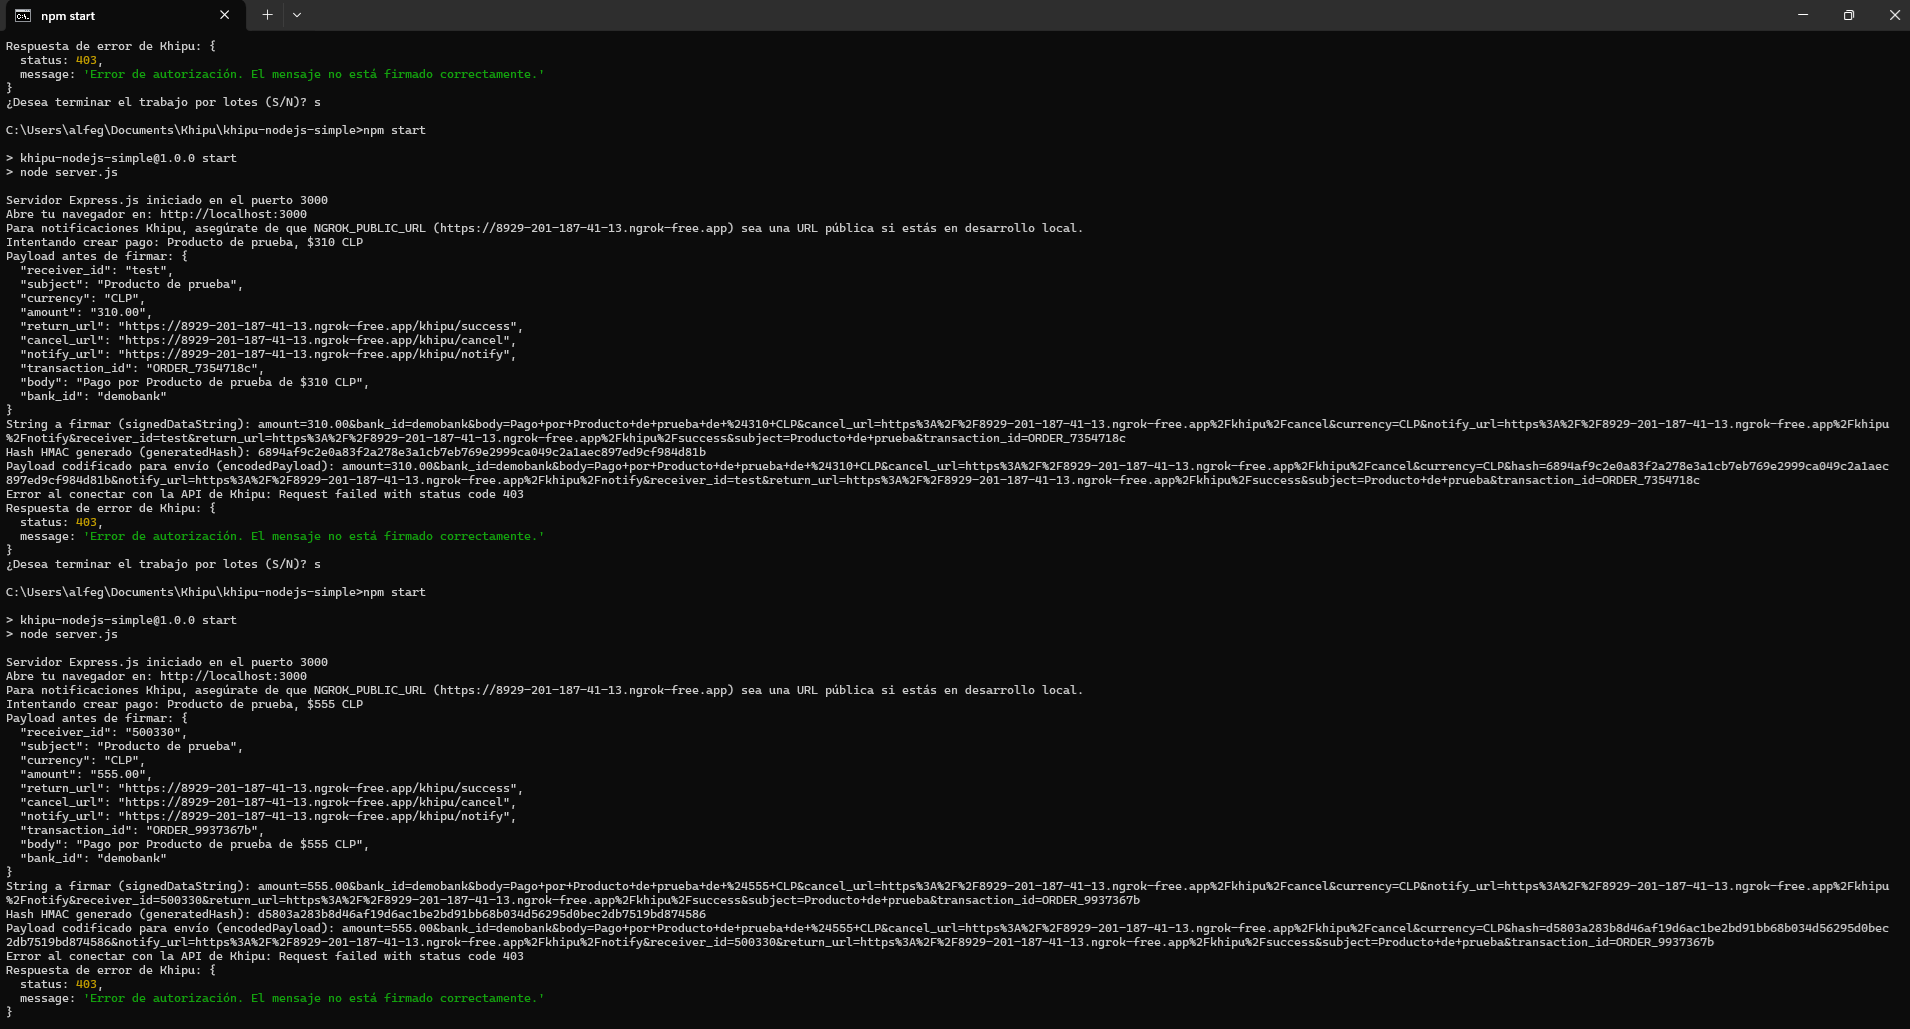 npm start
Respuesta de error de Khipu: {
  status: 403,
  message: 'Error de autorización. El mensaje no está firmado correctamente.'
}
¿Desea terminar el trabajo por lotes (S/N)? s
C:\Users\alfeg\Documents\Khipu\khipu-nodejs-simple>npm start
> khipu-nodejs-simple@1.0.0 start
> node server.js
Servidor Express.js iniciado en el puerto 3000
Abre tu navegador en: http://localhost:3000
Para notificaciones Khipu, asegúrate de que NGROK_PUBLIC_URL (https://8929-201-187-41-13.ngrok-free.app) sea una URL pública si estás en desarrollo local.
Intentando crear pago: Producto de prueba, $310 CLP
Payload antes de firmar: {
  "receiver_id": "test",
  "subject": "Producto de prueba",
  "currency": "CLP",
  "amount": "310.00",
  "return_url": "https://8929-201-187-41-13.ngrok-free.app/khipu/success",
  "cancel_url": "https://8929-201-187-41-13.ngrok-free.app/khipu/cancel",
  "notify_url": "https://8929-201-187-41-13.ngrok-free.app/khipu/notify",
  "transaction_id": "ORDER_7354718c",
  "body": "Pago por Producto de prueba de $310 CLP",
  "bank_id": "demobank"
}
String a firmar (signedDataString): amount=310.00&bank_id=demobank&body=Pago+por+Producto+de+prueba+de+%24310+CLP&cancel_url=https%3A%2F%2F8929-201-187-41-13.ngrok-free.app%2Fkhipu%2Fcancel&currency=CLP&notify_url=https%3A%2F%2F8929-201-187-41-13.ngrok-free.app%2Fkhipu
%2Fnotify&receiver_id=test&return_url=https%3A%2F%2F8929-201-187-41-13.ngrok-free.app%2Fkhipu%2Fsuccess&subject=Producto+de+prueba&transaction_id=ORDER_7354718c
Hash HMAC generado (generatedHash): 6894af9c2e0a83f2a278e3a1cb7eb769e2999ca049c2a1aec897ed9cf984d81b
Payload codificado para envío (encodedPayload): amount=310.00&bank_id=demobank&body=Pago+por+Producto+de+prueba+de+%24310+CLP&cancel_url=https%3A%2F%2F8929-201-187-41-13.ngrok-free.app%2Fkhipu%2Fcancel&currency=CLP&hash=6894af9c2e0a83f2a278e3a1cb7eb769e2999ca049c2a1aec
897ed9cf984d81b&notify_url=https%3A%2F%2F8929-201-187-41-13.ngrok-free.app%2Fkhipu%2Fnotify&receiver_id=test&return_url=https%3A%2F%2F8929-201-187-41-13.ngrok-free.app%2Fkhipu%2Fsuccess&subject=Producto+de+prueba&transaction_id=ORDER_7354718c
Error al conectar con la API de Khipu: Request failed with status code 403
Respuesta de error de Khipu: {
  status: 403,
  message: 'Error de autorización. El mensaje no está firmado correctamente.'
}
¿Desea terminar el trabajo por lotes (S/N)? s
C:\Users\alfeg\Documents\Khipu\khipu-nodejs-simple>npm start
> khipu-nodejs-simple@1.0.0 start
> node server.js
Servidor Express.js iniciado en el puerto 3000
Abre tu navegador en: http://localhost:3000
Para notificaciones Khipu, asegúrate de que NGROK_PUBLIC_URL (https://8929-201-187-41-13.ngrok-free.app) sea una URL pública si estás en desarrollo local.
Intentando crear pago: Producto de prueba, $555 CLP
Payload antes de firmar: {
  "receiver_id": "500330",
  "subject": "Producto de prueba",
  "currency": "CLP",
  "amount": "555.00",
  "return_url": "https://8929-201-187-41-13.ngrok-free.app/khipu/success",
  "cancel_url": "https://8929-201-187-41-13.ngrok-free.app/khipu/cancel",
  "notify_url": "https://8929-201-187-41-13.ngrok-free.app/khipu/notify",
  "transaction_id": "ORDER_9937367b",
  "body": "Pago por Producto de prueba de $555 CLP",
  "bank_id": "demobank"
}
String a firmar (signedDataString): amount=555.00&bank_id=demobank&body=Pago+por+Producto+de+prueba+de+%24555+CLP&cancel_url=https%3A%2F%2F8929-201-187-41-13.ngrok-free.app%2Fkhipu%2Fcancel&currency=CLP&notify_url=https%3A%2F%2F8929-201-187-41-13.ngrok-free.app%2Fkhipu
%2Fnotify&receiver_id=500330&return_url=https%3A%2F%2F8929-201-187-41-13.ngrok-free.app%2Fkhipu%2Fsuccess&subject=Producto+de+prueba&transaction_id=ORDER_9937367b
Hash HMAC generado (generatedHash): d5803a283b8d46af19d6ac1be2bd91bb68b034d56295d0bec2db7519bd874586
Payload codificado para envío (encodedPayload): amount=555.00&bank_id=demobank&body=Pago+por+Producto+de+prueba+de+%24555+CLP&cancel_url=https%3A%2F%2F8929-201-187-41-13.ngrok-free.app%2Fkhipu%2Fcancel&currency=CLP&hash=d5803a283b8d46af19d6ac1be2bd91bb68b034d56295d0bec
2db7519bd874586&notify_url=https%3A%2F%2F8929-201-187-41-13.ngrok-free.app%2Fkhipu%2Fnotify&receiver_id=500330&return_url=https%3A%2F%2F8929-201-187-41-13.ngrok-free.app%2Fkhipu%2Fsuccess&subject=Producto+de+prueba&transaction_id=ORDER_9937367b
Error al conectar con la API de Khipu: Request failed with status code 403
Respuesta de error de Khipu: {
  status: 403,
  message: 'Error de autorización. El mensaje no está firmado correctamente.'
}